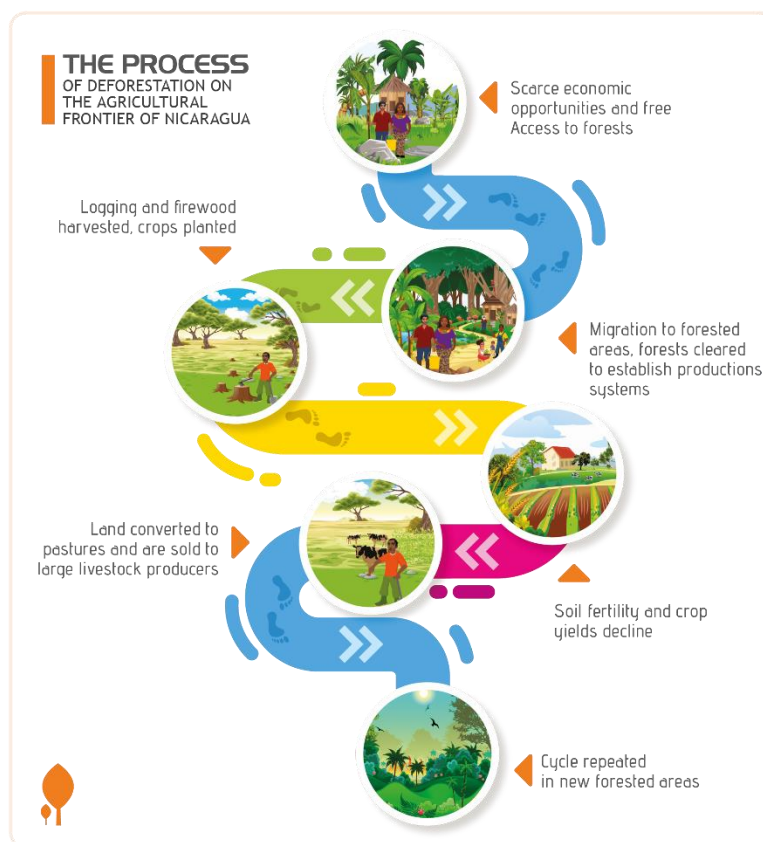 THE PROCESS
OF DEFORESTATION ON
THE AGRICULTURAL
FRONTIER OF NICARAGUA
Scarce economic
opportunities and free
Access to forests
Migration to forested
areas, forests cleared
to establish productions
systems
Logging and firewood
harvested, crops planted
Soil fertility and crop
yields decline
Land converted to
pastures and are sold to
large livestock producers
Cycle repeated
in new forested areas